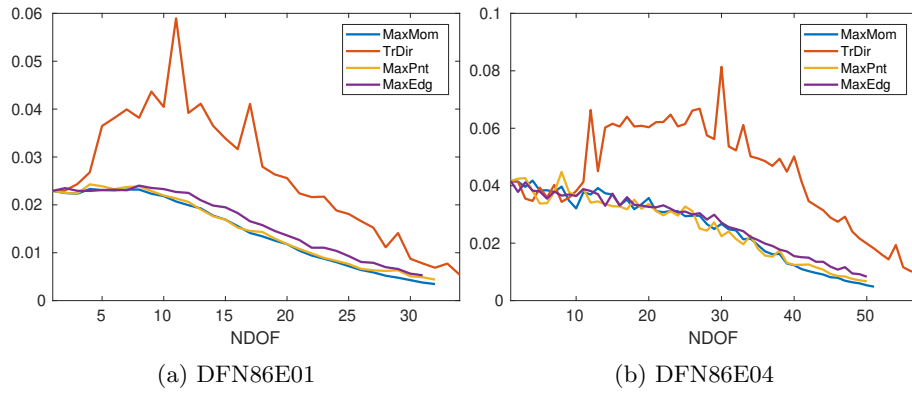 0.06
0.05
0.04
0.03
0.02
0.01
0
5 10 15 20 25 30
NDOF
MaxMom
TrDir
MaxPnt
MaxEdg
(a) DFN86E01
0.1
0.08
0.06
0.04
0.02
0
10 20 30 40 50
NDOF
MaxMom
TrDir
MaxPnt
MaxEdg
(b) DFN86E04